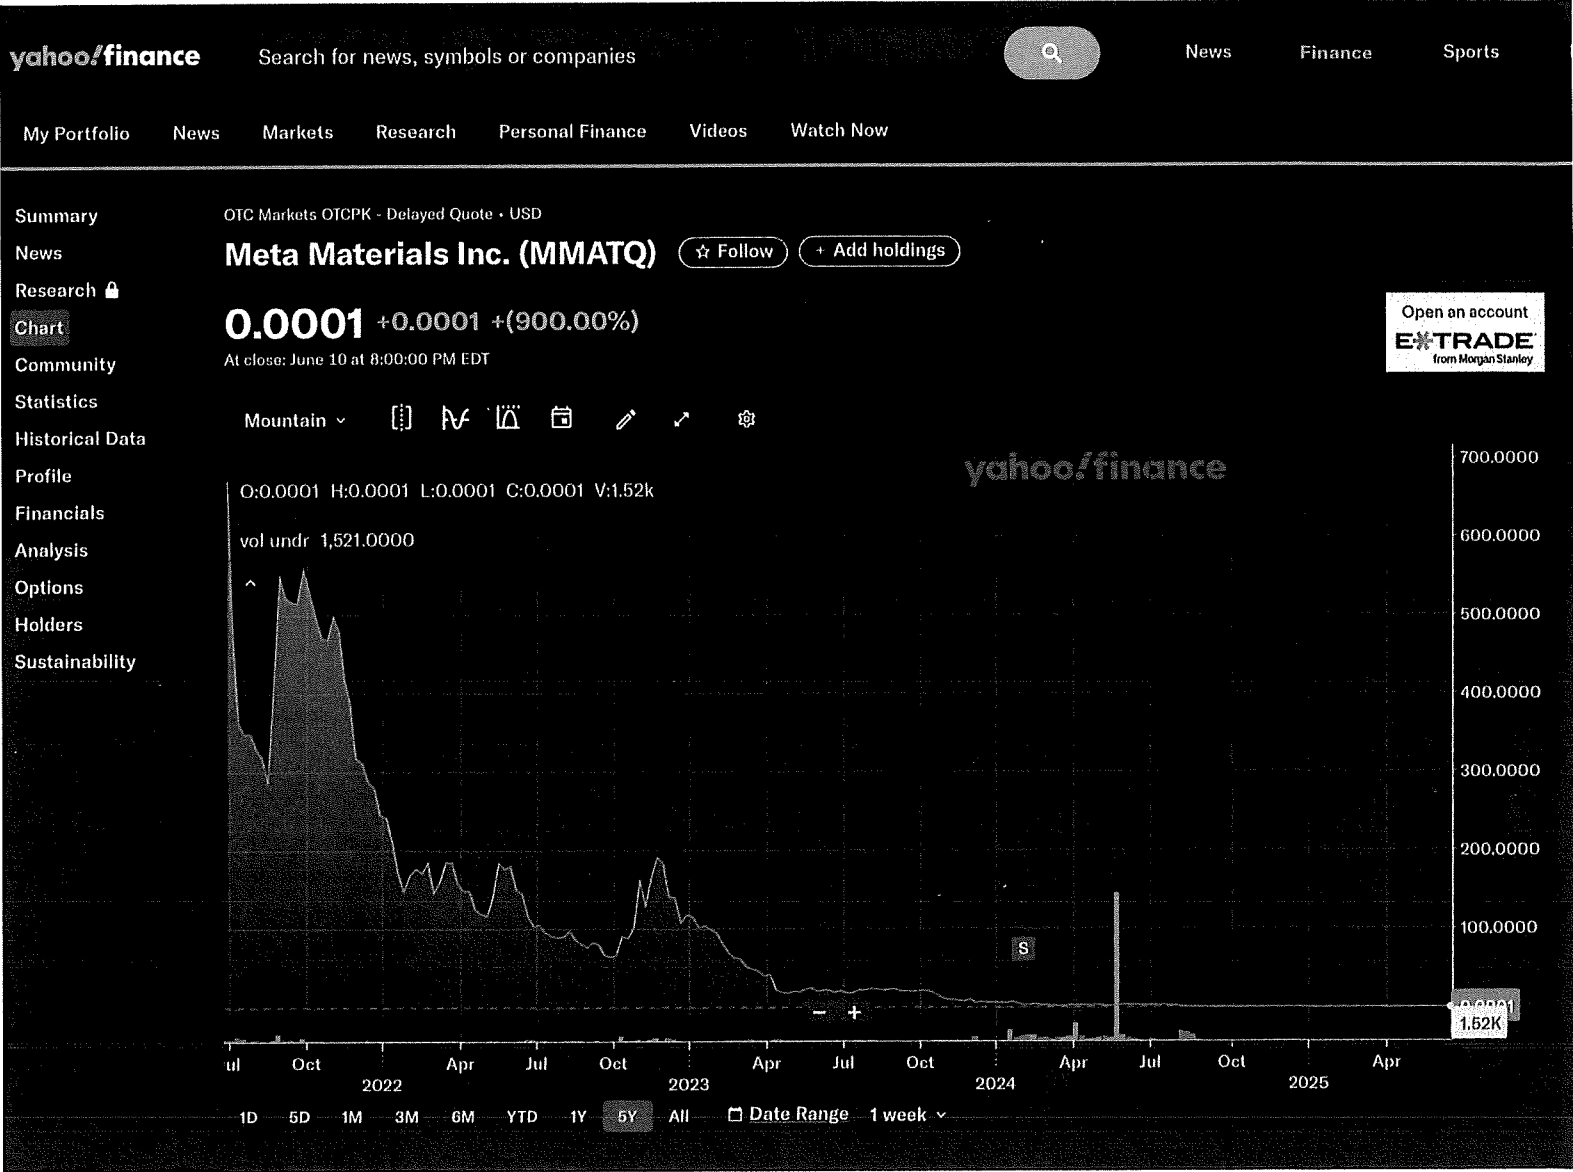 yahoo!finance Search for news, symbols or companies News Finance Sports
My Portfolio News Markets Research Personal Finance Videos Watch Now
Summary
News
Research
Chart
Community
Statistics
Historical Data
Profile
Financials
Analysis
Options
Holders
Sustainability
OTC Markets OTCPK - Delayed Quote • USD
Meta Materials Inc. (MMATQ) Follow + Add holdings
0.0001 +0.0001 +(900.00%)
At close: June 10 at 8:00:00 PM EDT
Open an account
E*TRADE
from Morgan Stanley
Mountain
yahoo!finance
O:0.0001 H:0.0001 L:0.0001 C:0.0001 V:1.52k
vol undr 1,521.0000
700.0000
600.0000
500.0000
400.0000
300.0000
200.0000
100.0000
S
− +
0.0001
1.52K
ul Oct Apr Jul Oct Apr Jul Oct Apr Jul Oct Apr
2022 2023 2024 2025
1D 5D 1M 3M 6M YTD 1Y 5Y All Date Range 1 week